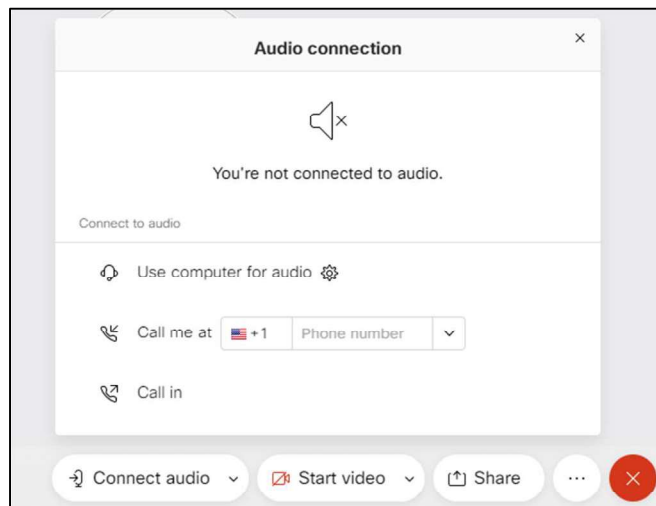 Audio connection
You're not connected to audio.
Connect to audio
Use computer for audio
Call me at +1 Phone number
Call in
Connect audio Start video Share ...